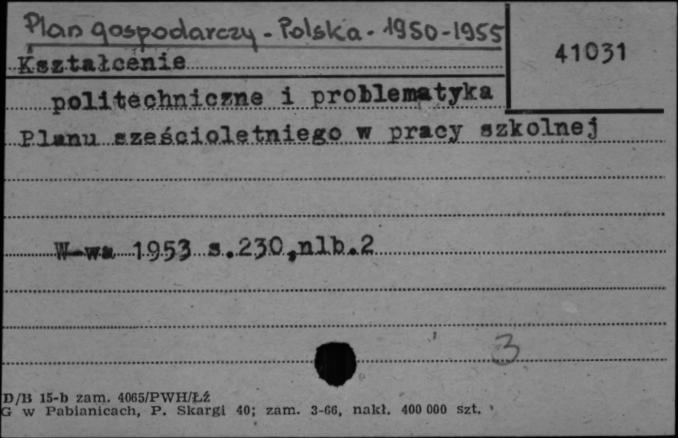 Plan gospodarczy - Polska - 1950-1955
41031
Kształcenie
politechniczne i problematyka
Planu sześcioletniego w pracy szkolnej
W-wa 1953 s.230,nlb.2
3
D/B 15-b zam. 4065/PWH/Łź
G w Pabianicach, P. Skargi 40; zam. 3-66, nakł. 400 000 szt.